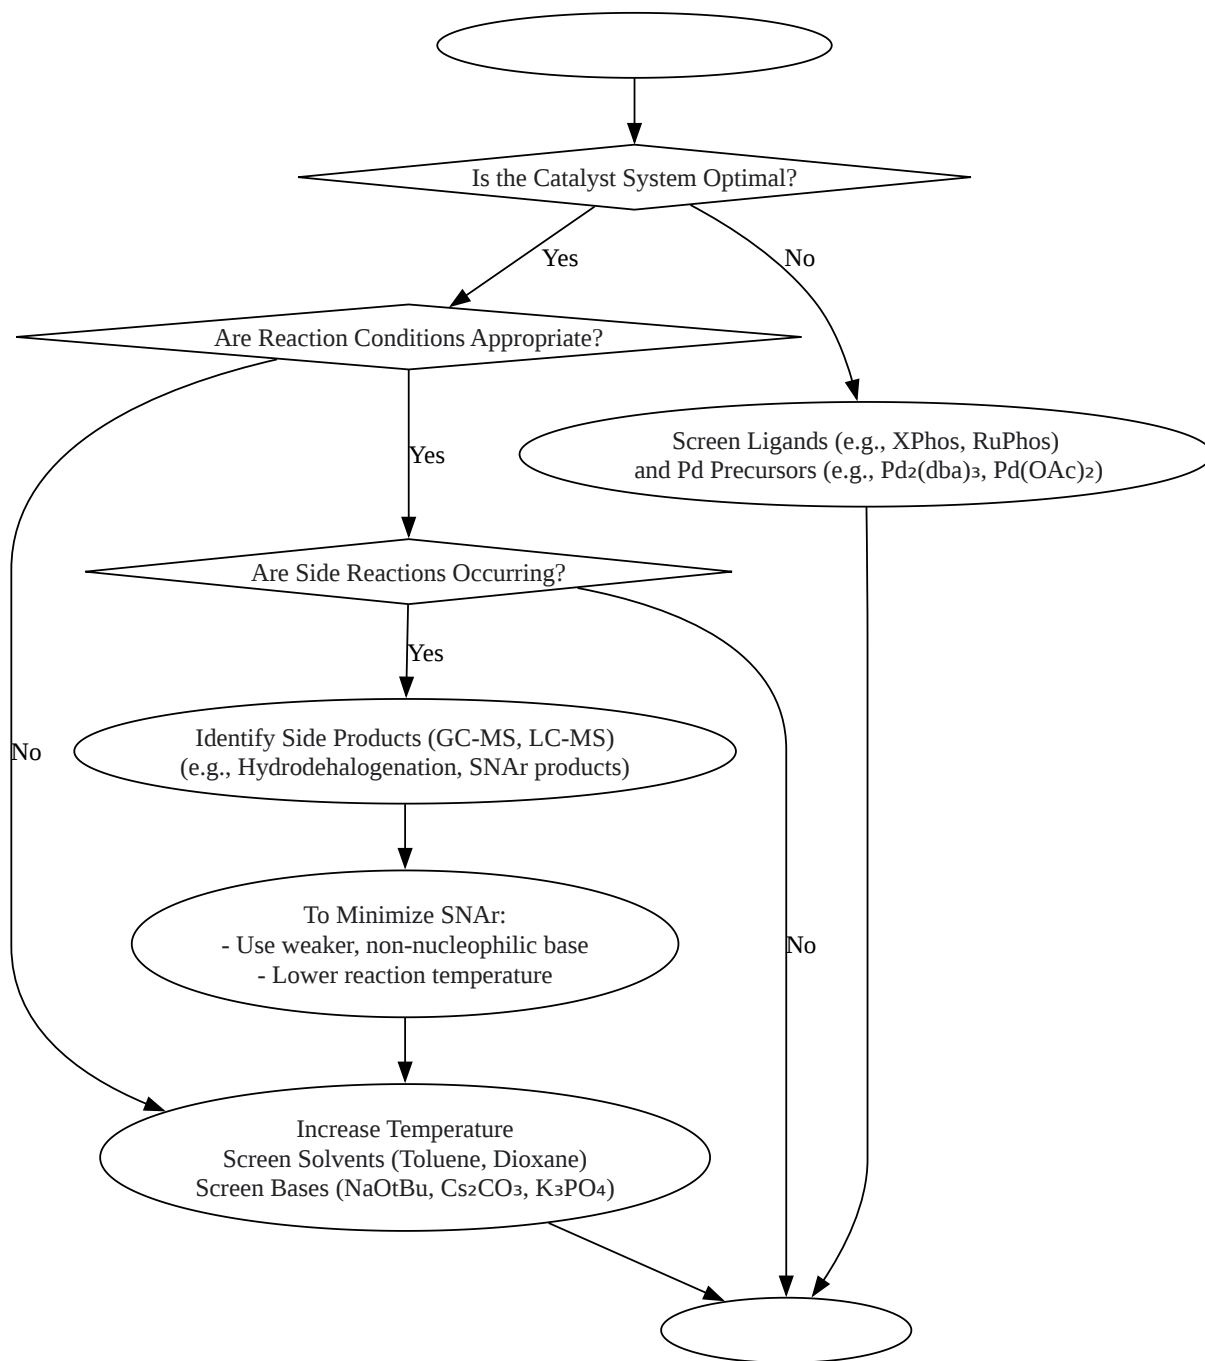 Is the Catalyst System Optimal?
Yes
No
Are Reaction Conditions Appropriate?
Screen Ligands (e.g., XPhos, RuPhos)
and Pd Precursors (e.g., Pd₂(dba)₃, Pd(OAc)₂)
Yes
Are Side Reactions Occurring?
Yes
Identify Side Products (GC-MS, LC-MS)
(e.g., Hydrodehalogenation, SNAr products)
No
To Minimize SNAr:
- Use weaker, non-nucleophilic base
- Lower reaction temperature
No
Increase Temperature
Screen Solvents (Toluene, Dioxane)
Screen Bases (NaOtBu, Cs₂CO₃, K₃PO₄)